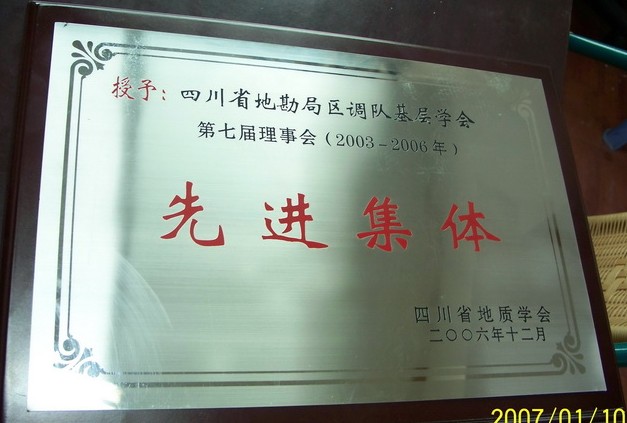 授予：四川省地勘局区调队基层学会
第七届理事会（2003－2006年）
先进集体
四川省地质学会
二〇〇六年十二月
2007/01/10